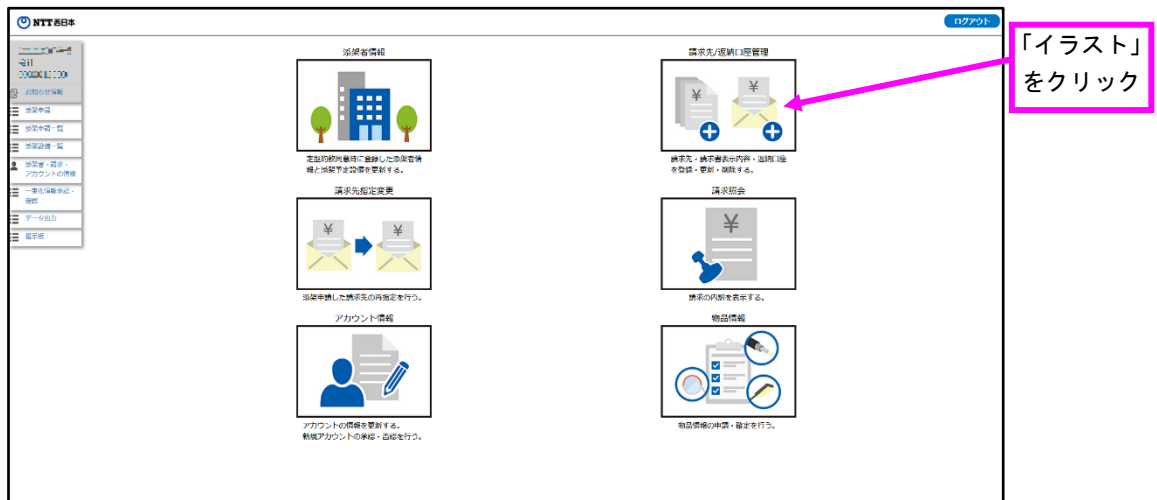 NTT西日本
ログアウト
お知らせ情報
添架申請
添架申請一覧
添架設備一覧
添架者・請求・
アカウントの情報
一束化情報承認・
確認
データ出力
掲示板
添架者情報
定型約款同意時に登録した添架者情
報と添架予定設備を更新する。
請求先/返納口座管理
¥
¥
請求先・請求書表示内容・返納口座
を登録・更新・削除する。
請求先指定変更
¥
¥
添架申請した請求先の再指定を行う。
請求照会
¥
請求の内訳を表示する。
アカウント情報
アカウントの情報を更新する。
新規アカウントの承認・否認を行う。
物品情報
物品情報の申請・確定を行う。
「イラスト」
をクリック